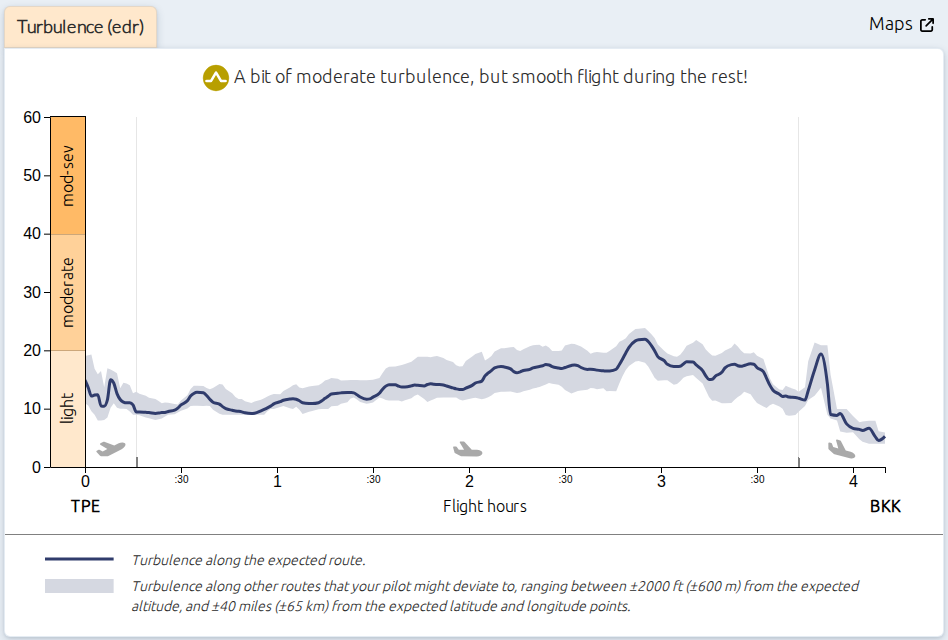 Turbulence (edr)
Maps
A bit of moderate turbulence, but smooth flight during the rest!
60
50
40
30
20
10
0
mod-sev
moderate
light
0 :30 1 :30 2 :30 3 :30 4
TPE Flight hours BKK
Turbulence along the expected route.
Turbulence along other routes that your pilot might deviate to, ranging between ±2000 ft (±600 m) from the expected
altitude, and ±40 miles (±65 km) from the expected latitude and longitude points.